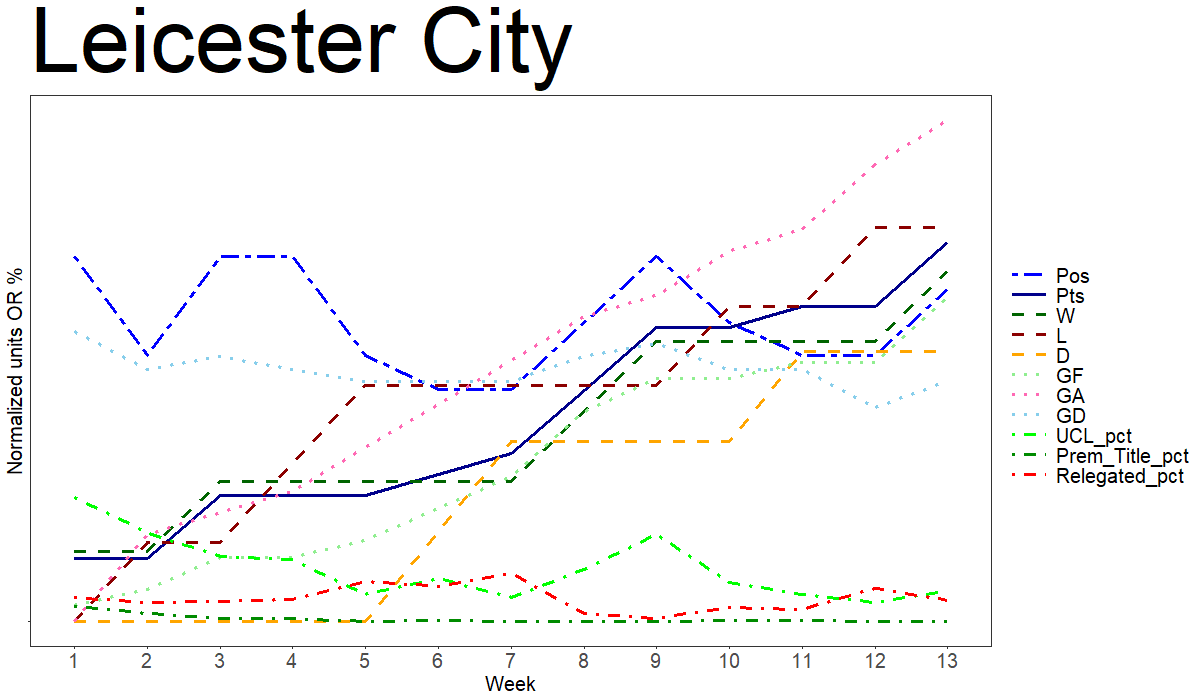 Leicester City
Normalized units OR %
1 2 3 4 5 6 7 8 9 10 11 12 13
Week
Pos
Pts
W
L
D
GF
GA
GD
UCL_pct
Prem_Title_pct
Relegated_pct